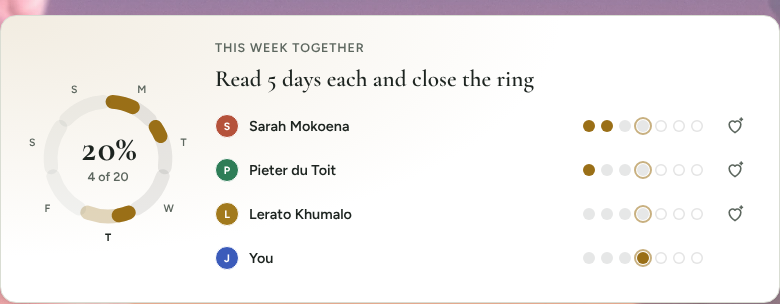 THIS WEEK TOGETHER
Read 5 days each and close the ring
S
M
S
T
20%
4 of 20
F
W
T
S Sarah Mokoena
P Pieter du Toit
L Lerato Khumalo
J You